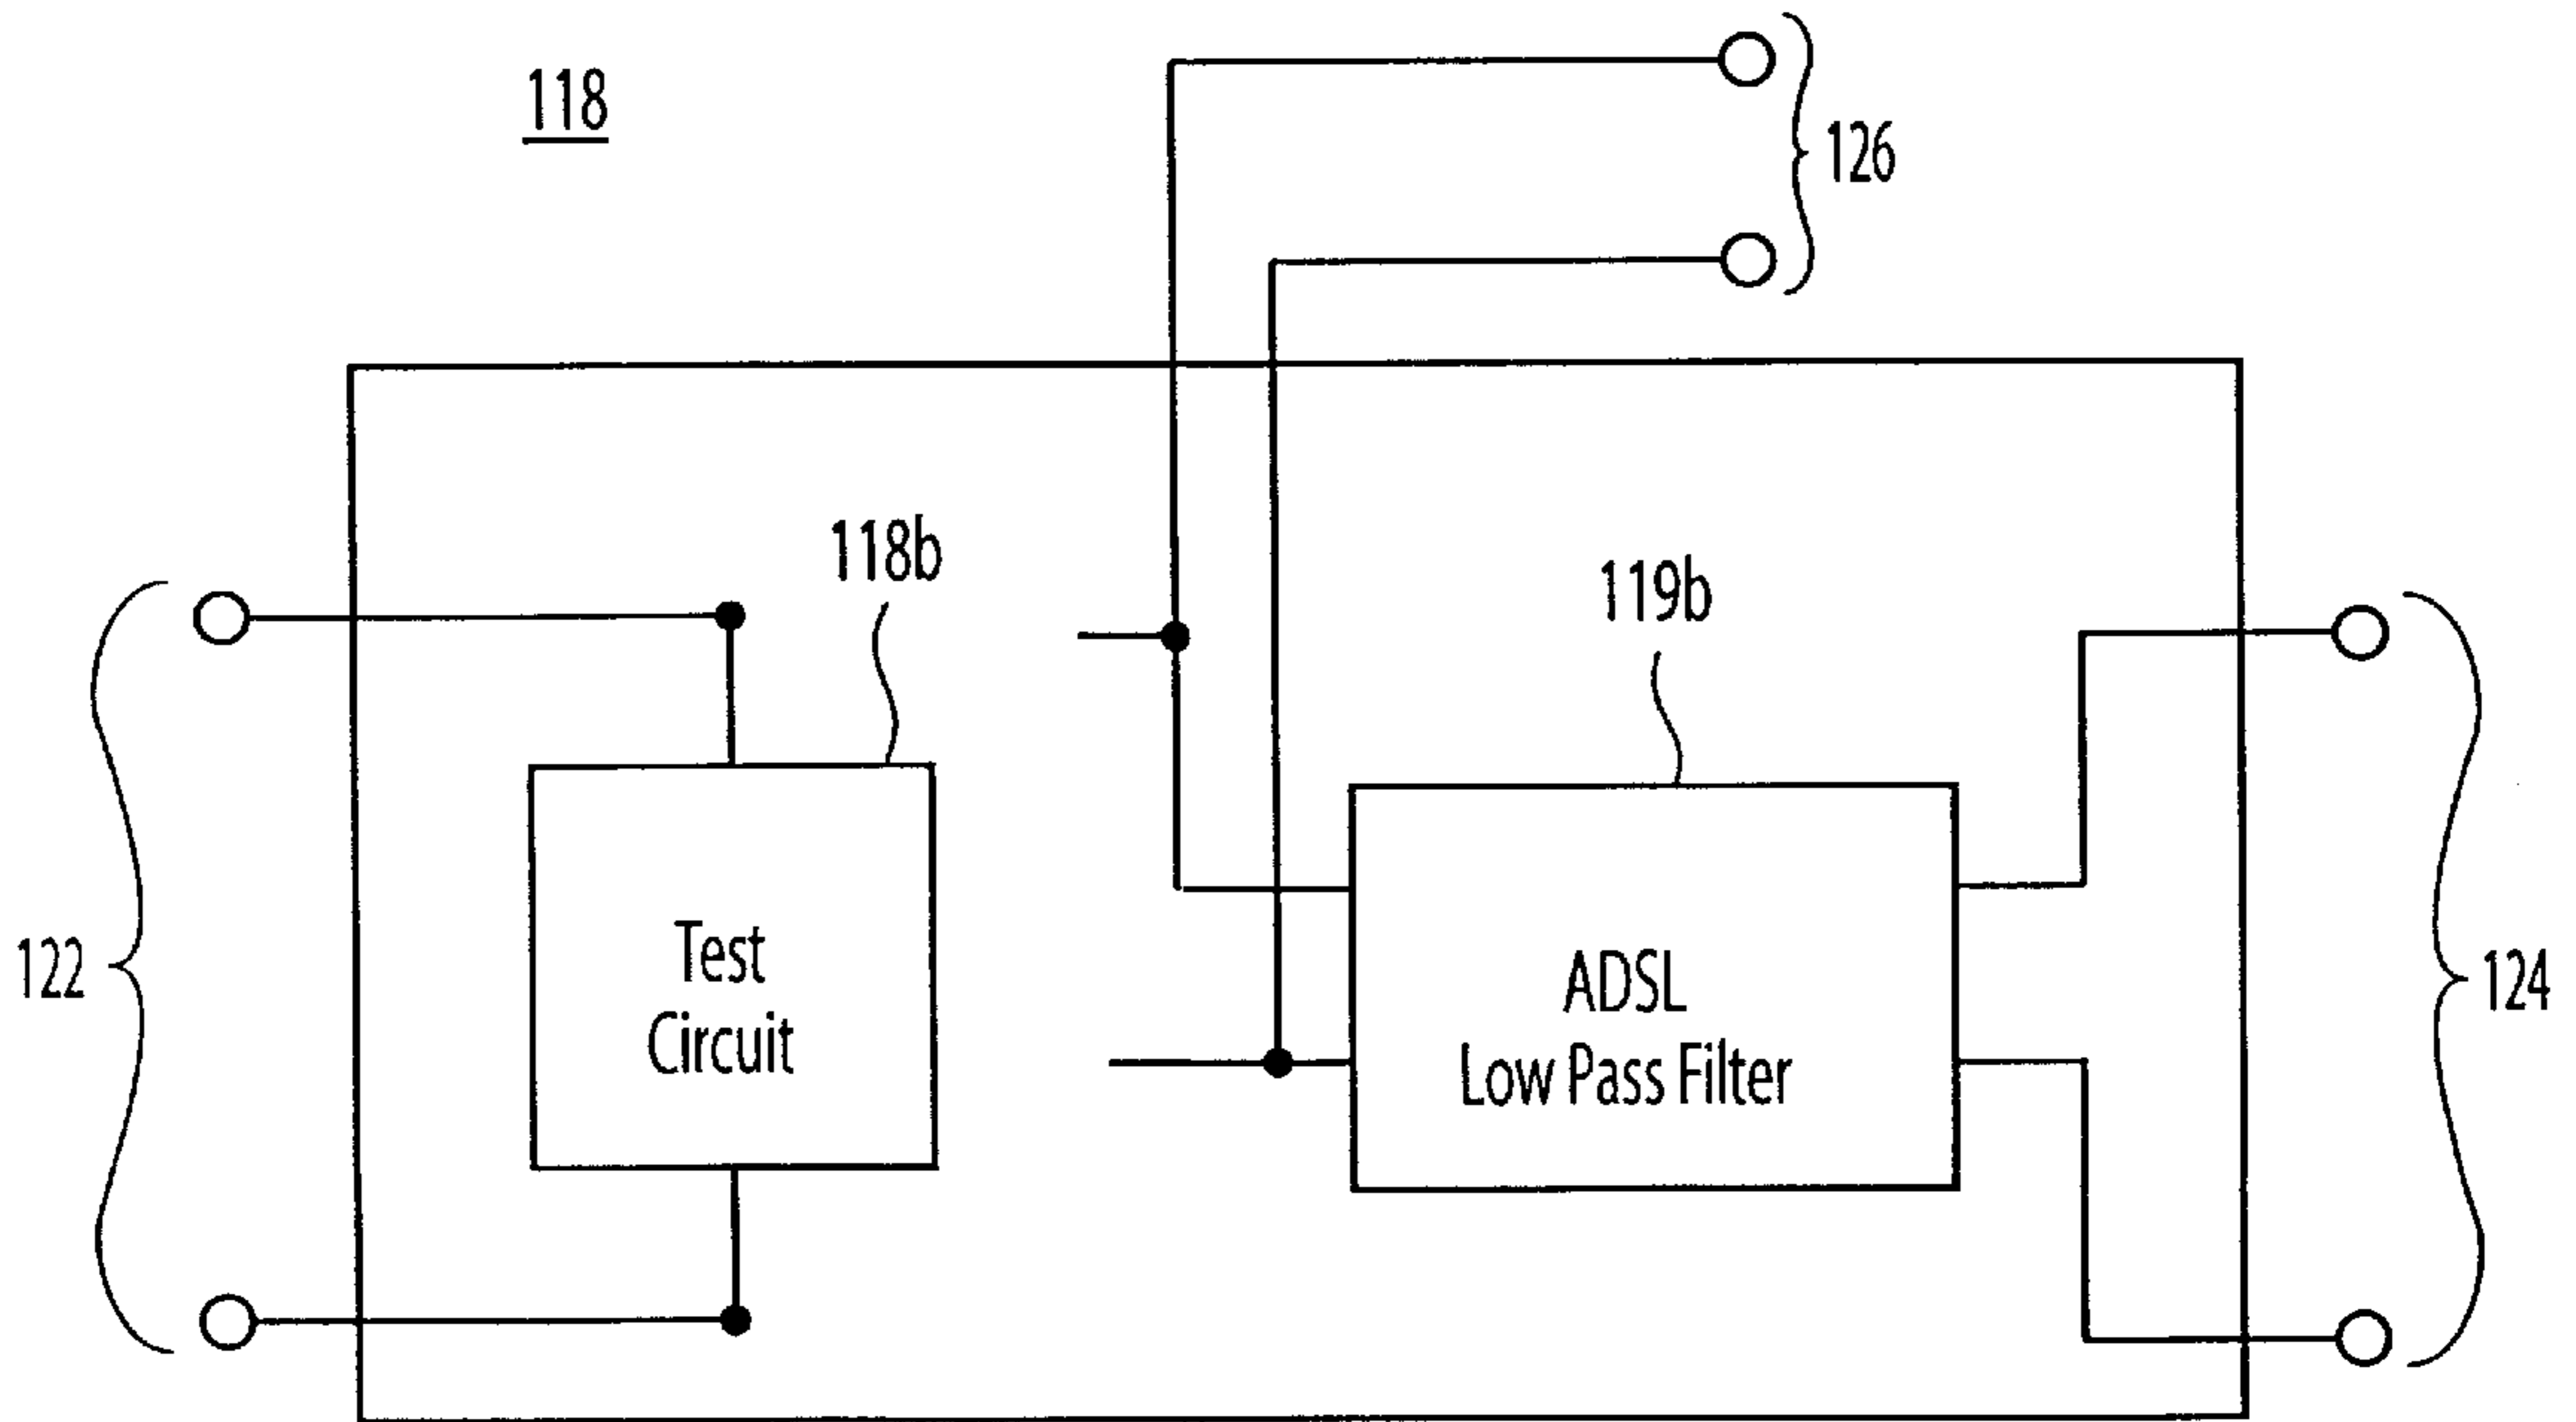 118
126
118b
119b
122
Test
Circuit
ADSL
Low Pass Filter
124